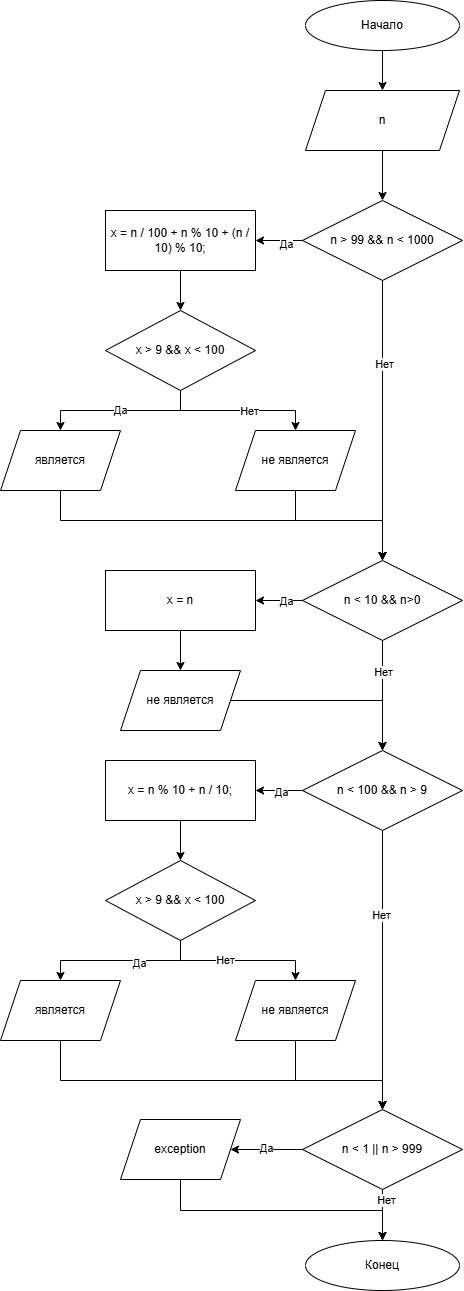 Начало
n
n > 99 && n < 1000
Да
x = n / 100 + n % 10 + (n /
10) % 10;
Нет
x > 9 && x < 100
Да
Нет
является
не является
n < 10 && n>0
Да
x = n
Нет
не является
n < 100 && n > 9
Да
x = n % 10 + n / 10;
x > 9 && x < 100
Нет
Да
Нет
является
не является
n < 1 || n > 999
Да
exception
Нет
Конец